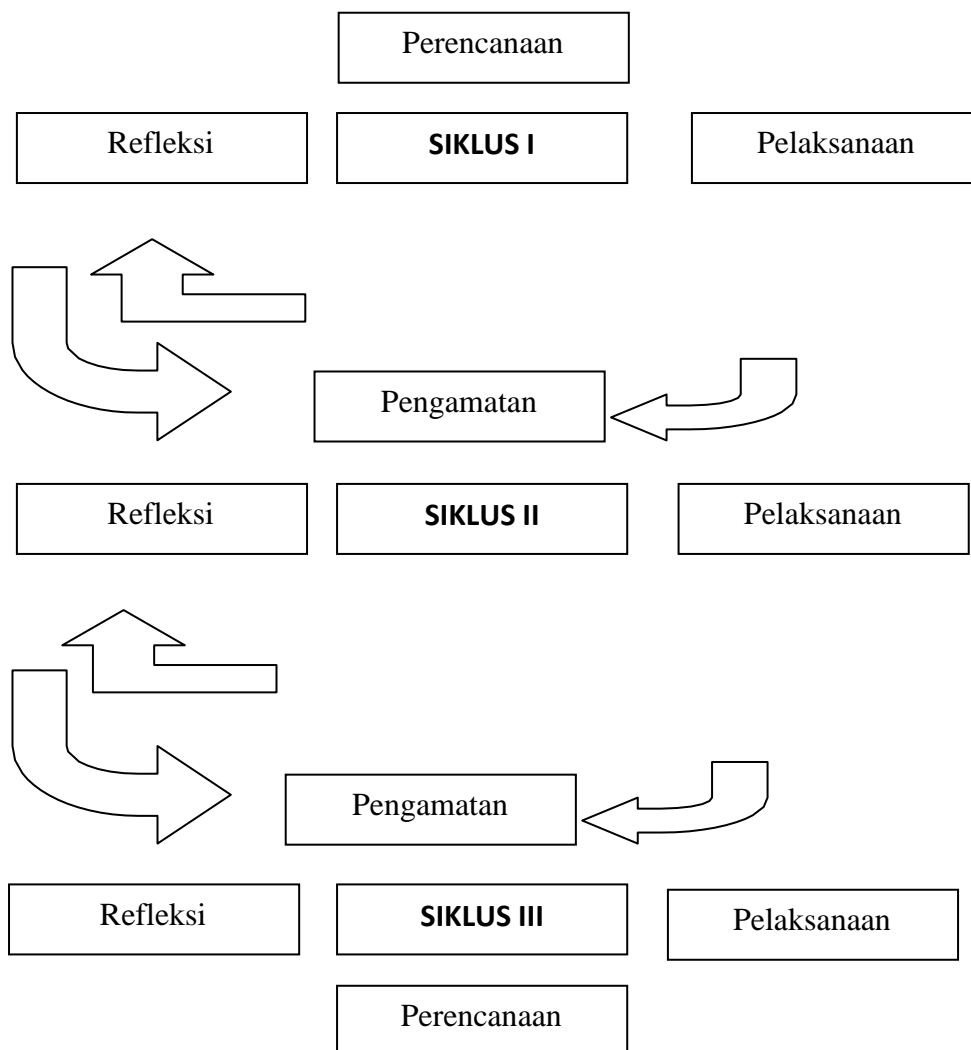 Perencanaan
Refleksi
SIKLUS I
Pelaksanaan
Pengamatan
Refleksi
SIKLUS II
Pelaksanaan
Pengamatan
Refleksi
SIKLUS III
Pelaksanaan
Perencanaan